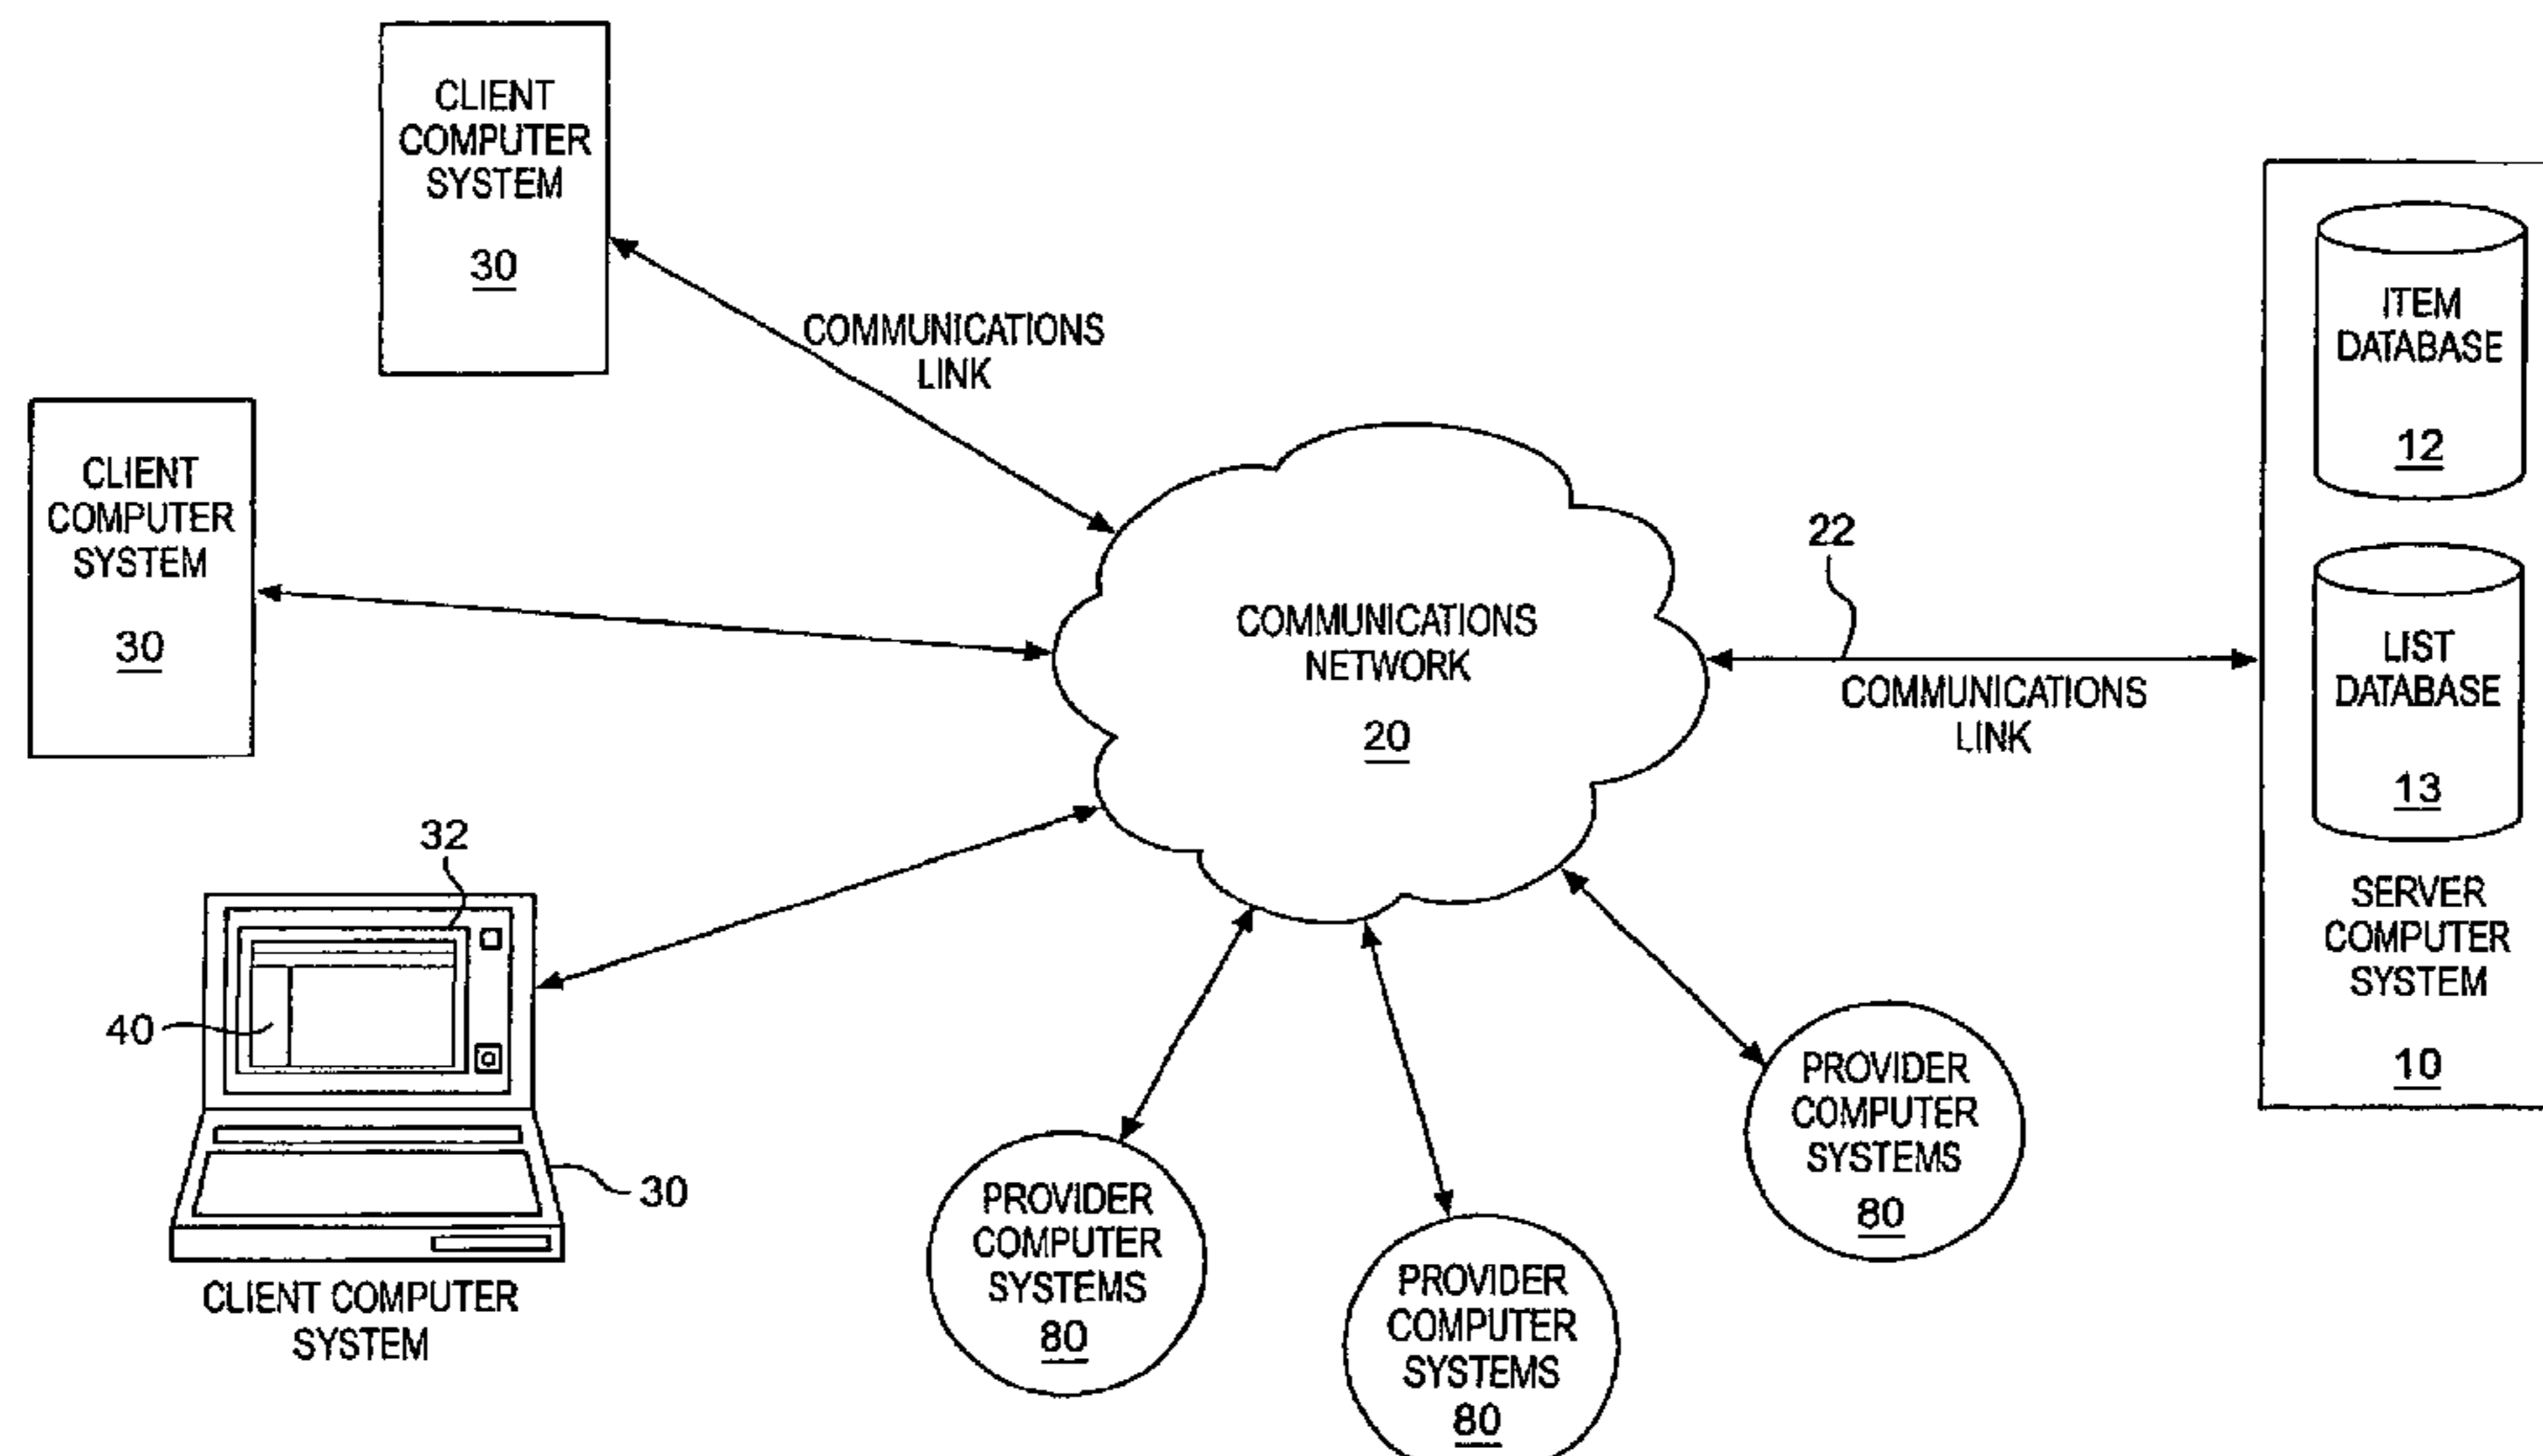 CLIENT
COMPUTER
SYSTEM
30
COMMUNICATIONS
LINK
CLIENT
COMPUTER
SYSTEM
30
COMMUNICATIONS
NETWORK
20
22
COMMUNICATIONS
LINK
ITEM
DATABASE
12
LIST
DATABASE
13
SERVER
COMPUTER
SYSTEM
10
32
40
30
CLIENT COMPUTER
SYSTEM
PROVIDER
COMPUTER
SYSTEMS
80
PROVIDER
COMPUTER
SYSTEMS
80
PROVIDER
COMPUTER
SYSTEMS
80